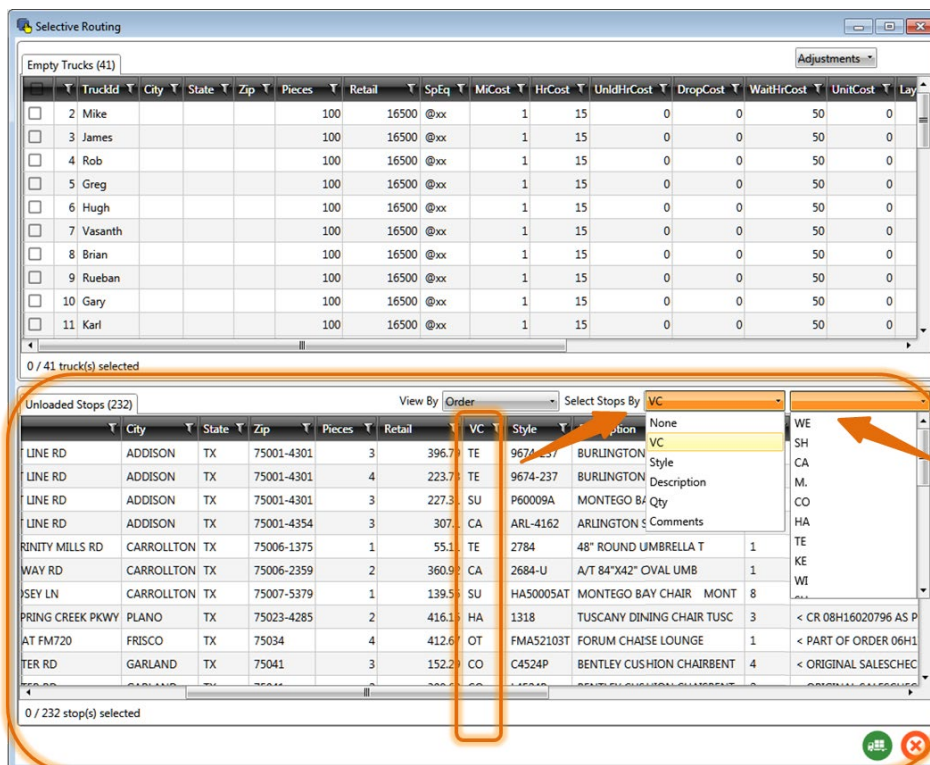 Selective Routing
Empty Trucks (41)
Adjustments
TruckId City State Zip Pieces Retail SpEq MiCost HrCost UnldHrCost DropCost WaitHrCost UnitCost Lay
2 Mike 100 16500 @xx 1 15 0 0 50 0
3 James 100 16500 @xx 1 15 0 0 50 0
4 Rob 100 16500 @xx 1 15 0 0 50 0
5 Greg 100 16500 @xx 1 15 0 0 50 0
6 Hugh 100 16500 @xx 1 15 0 0 50 0
7 Vasanth 100 16500 @xx 1 15 0 0 50 0
8 Brian 100 16500 @xx 1 15 0 0 50 0
9 Rueban 100 16500 @xx 1 15 0 0 50 0
10 Gary 100 16500 @xx 1 15 0 0 50 0
11 Karl 100 16500 @xx 1 15 0 0 50 0
0 / 41 truck(s) selected
Unloaded Stops (232) View By Order Select Stops By VC
City State Zip Pieces Retail VC Style
None
VC
Style
Description
Qty
Comments
WE
SH
CA
M.
CO
HA
TE
KE
WI
LINE RD ADDISON TX 75001-4301 3 TE 9674-237 BURLINGTON
LINE RD ADDISON TX 75001-4301 4 TE 9674-237 BURLINGTON
LINE RD ADDISON TX 75001-4301 2 SU P60009A MONTEGO
LINE RD ADDISON TX 75001-4354 3 CA ARL-4162 ARLINGTON
MILLS RD CARROLLTON TX 75006-1375 1 TE 2784 48" ROUND UMBRELLA T 1
WAY RD CARROLLTON TX 75006-2359 2 CA 2684-U A/T 84"X42" OVAL UMB 1
SEY LN CARROLLTON TX 75007-5379 1 SU HA50005AT MONTEGO BAY CHAIR MONT 8
PRING CREEK PKWY PLANO TX 75023-4285 2 HA 1318 TUSCANY DINING CHAIR TUSC 3 < CR 08H16020796 AS P
AT FM720 FRISCO TX 75034 4 OT FMA52103T FORUM CHAISE LOUNGE 1 < PART OF ORDER 06H1
TER RD GARLAND TX 75041 3 CO C4524P BENTLEY CUSHION CHAIRBENT 4 < ORIGINAL SALESCHEC
0 / 232 stop(s) selected